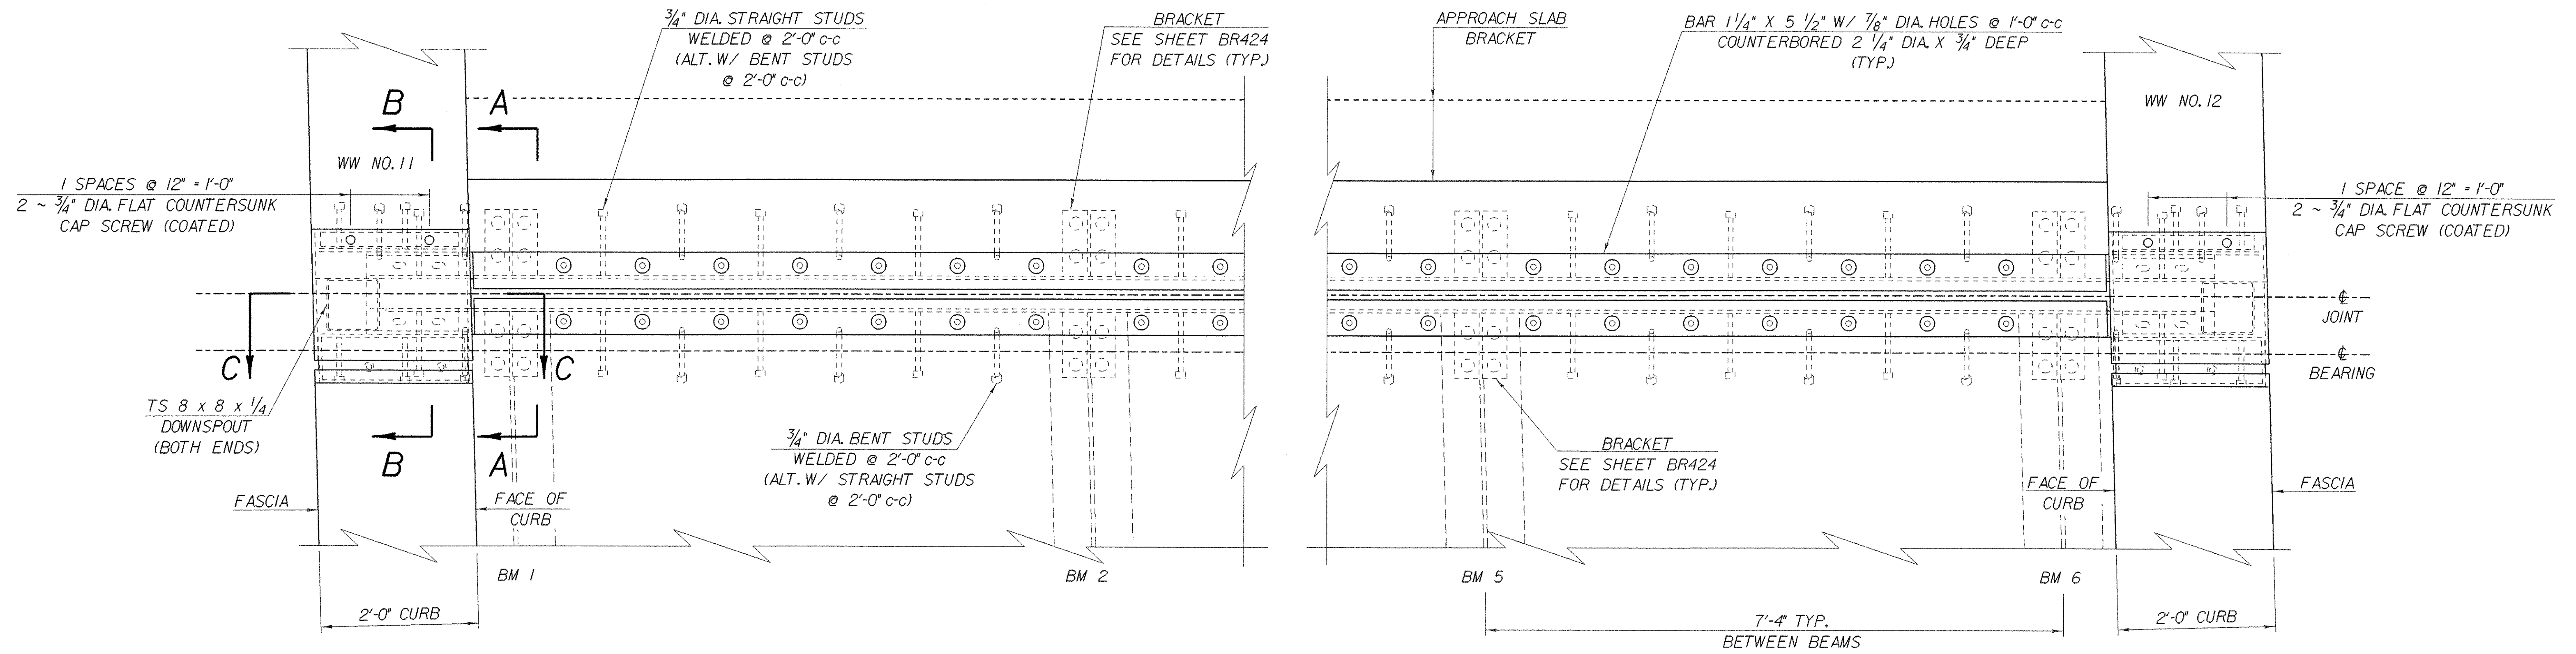 3/4" DIA. STRAIGHT STUDS
WELDED @ 2'-0" c-c
(ALT. W/ BENT STUDS
@ 2'-0" c-c)
BRACKET
SEE SHEET BR424
FOR DETAILS (TYP.)
APPROACH SLAB
BRACKET
BAR 1 1/4" X 5 1/2" W/ 7/8" DIA. HOLES @ 1'-0" c-c
COUNTERBORED 2 1/4" DIA. X 3/4" DEEP
(TYP.)
B
A
WW NO. 11
WW NO. 12
1 SPACES @ 12" = 1'-0"
2 ~ 3/4" DIA. FLAT COUNTERSUNK
CAP SCREW (COATED)
1 SPACE @ 12" = 1'-0"
2 ~ 3/4" DIA. FLAT COUNTERSUNK
CAP SCREW (COATED)
℄
JOINT
℄
BEARING
C
C
TS 8 x 8 x 1/4
DOWNSPOUT
(BOTH ENDS)
B
A
3/4" DIA. BENT STUDS
WELDED @ 2'-0" c-c
(ALT. W/ STRAIGHT STUDS
@ 2'-0" c-c)
BRACKET
SEE SHEET BR424
FOR DETAILS (TYP.)
FASCIA
FACE OF
CURB
FACE OF
CURB
FASCIA
BM 1
BM 2
BM 5
BM 6
2'-0" CURB
7'-4" TYP.
BETWEEN BEAMS
2'-0" CURB